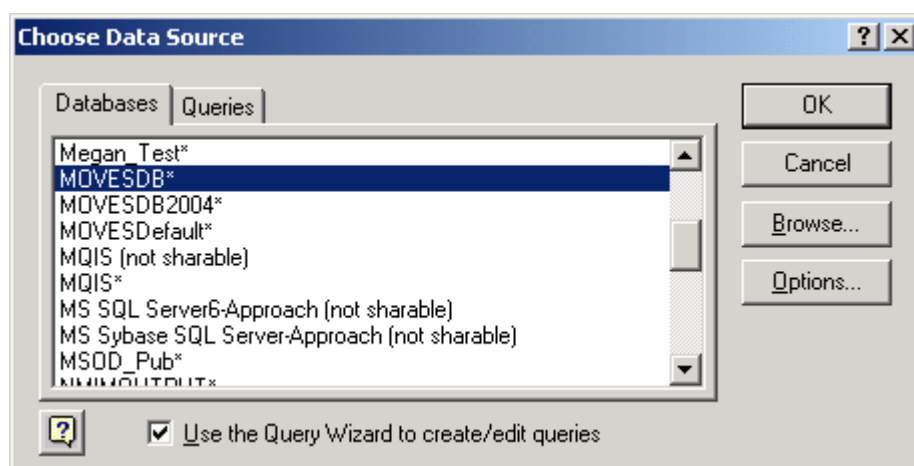 Choose Data Source
Databases
Queries
Megan_Test*
MOVESDB*
MOVESDB2004*
MOVESDefault*
MQIS (not sharable)
MQIS*
MS SQL Server6-Approach (not sharable)
MS Sybase SQL Server-Approach (not sharable)
MSOD_Pub*
NMIMOUTPUT*
OK
Cancel
Browse...
Options...
Use the Query Wizard to create/edit queries